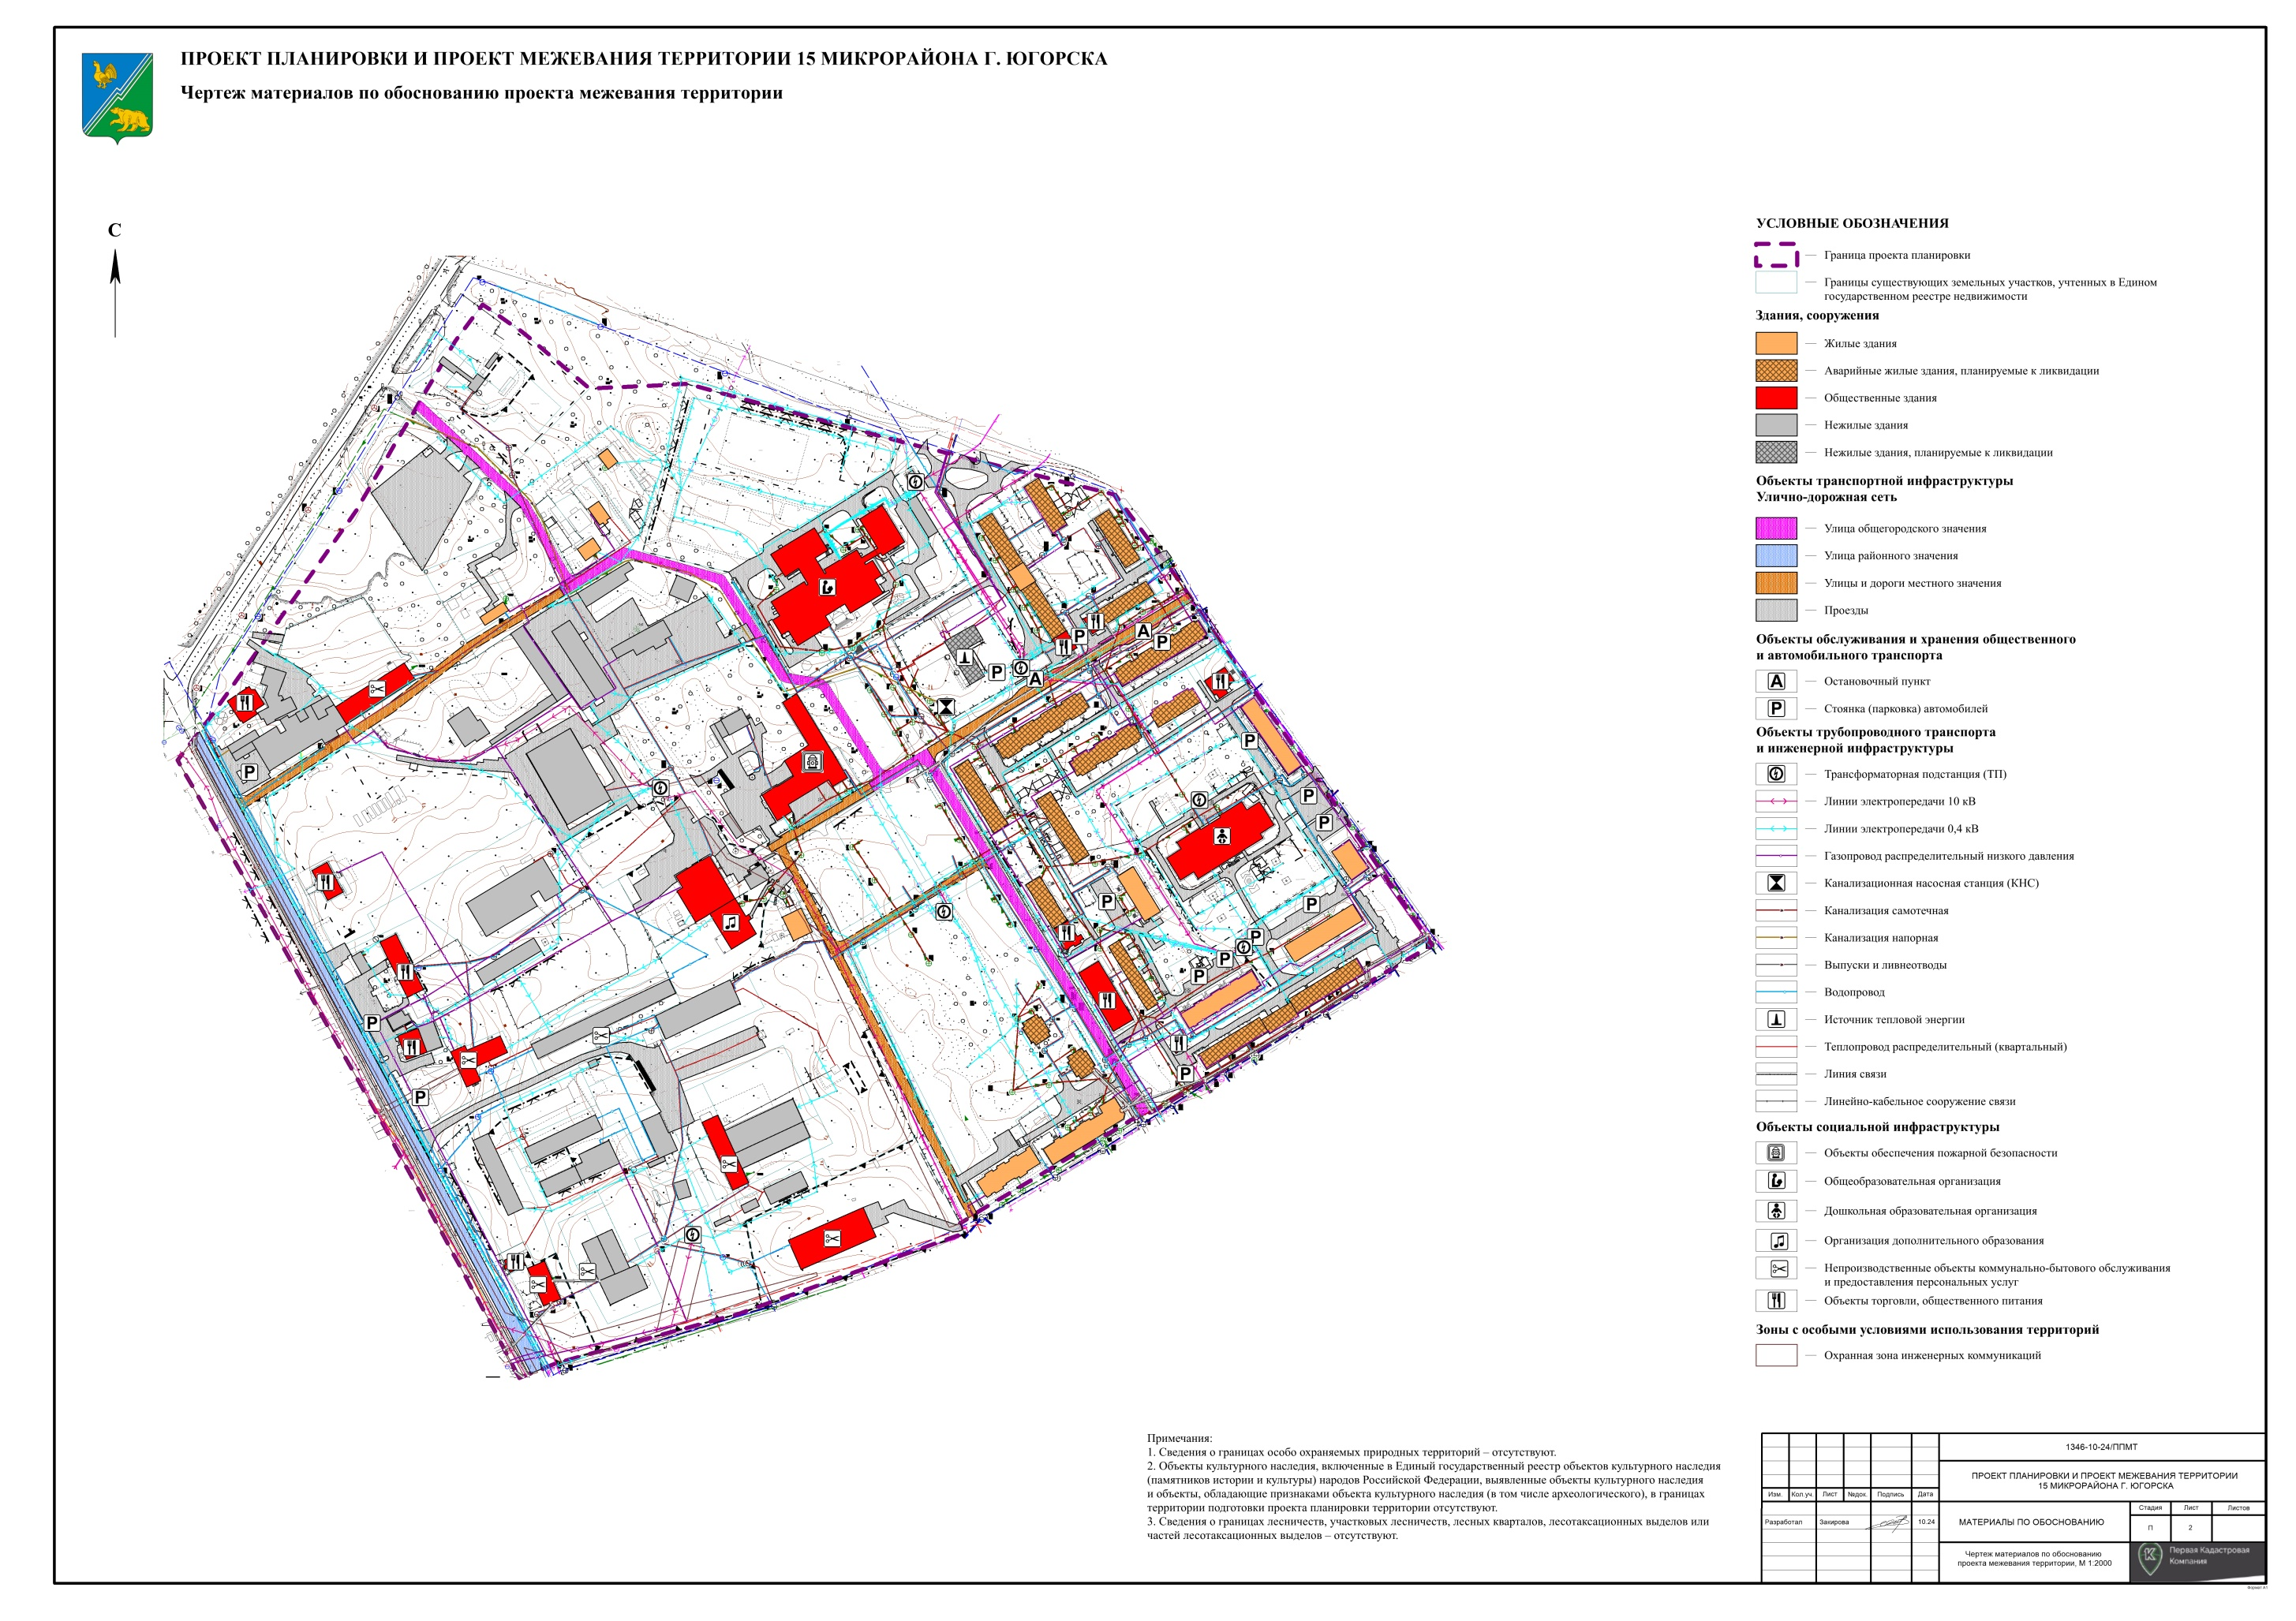 ПРОЕКТ ПЛАНИРОВКИ И ПРОЕКТ МЕЖЕВАНИЯ ТЕРРИТОРИИ 15 МИКРОРАЙОНА Г. ЮГОРСКА
Чертеж материалов по обоснованию проекта межевания территории
С
УСЛОВНЫЕ ОБОЗНАЧЕНИЯ
Граница проекта планировки
Границы существующих земельных участков, учтенных в Едином
государственном реестре недвижимости
Здания, сооружения
Жилые здания
Аварийные жилые здания, планируемые к ликвидации
Общественные здания
Нежилые здания
Нежилые здания, планируемые к ликвидации
Объекты транспортной инфраструктуры
Улично-дорожная сеть
Улица общегородского значения
Улица районного значения
Улицы и дороги местного значения
Проезды
Объекты обслуживания и хранения общественного
и автомобильного транспорта
А Остановочный пункт
Р Стоянка (парковка) автомобилей
Объекты трубопроводного транспорта
и инженерной инфраструктуры
Трансформаторная подстанция (ТП)
Линии электропередачи 10 кВ
Линии электропередачи 0,4 кВ
Газопровод распределительный низкого давления
Канализационная насосная станция (КНС)
Канализация самотечная
Канализация напорная
Выпуски и ливнеотводы
Водопровод
Источник тепловой энергии
Теплопровод распределительный (квартальный)
Линия связи
Линейно-кабельное сооружение связи
Объекты социальной инфраструктуры
Объекты обеспечения пожарной безопасности
Общеобразовательная организация
Дошкольная образовательная организация
Организация дополнительного образования
Непроизводственные объекты коммунально-бытового обслуживания
и предоставления персональных услуг
Объекты торговли, общественного питания
Зоны с особыми условиями использования территорий
Охранная зона инженерных коммуникаций
Примечания:
1. Сведения о границах особо охраняемых природных территорий – отсутствуют.
2. Объекты культурного наследия, включенные в Единый государственный реестр объектов культурного наследия
(памятников истории и культуры) народов Российской Федерации, выявленные объекты культурного наследия
и объекты, обладающие признаками объекта культурного наследия (в том числе археологического), в границах
территории подготовки проекта планировки территории отсутствуют.
3. Сведения о границах лесничеств, участковых лесничеств, лесных кварталов, лесотаксационных выделов или
частей лесотаксационных выделов – отсутствуют.
1346-10-24/ППМТ
ПРОЕКТ ПЛАНИРОВКИ И ПРОЕКТ МЕЖЕВАНИЯ ТЕРРИТОРИИ
15 МИКРОРАЙОНА Г. ЮГОРСКА
Изм. Кол.уч. Лист №док. Подпись Дата
Стадия Лист Листов
Разработал Закирова 10.24
МАТЕРИАЛЫ ПО ОБОСНОВАНИЮ
П 2
Чертеж материалов по обоснованию
проекта межевания территории, М 1:2000
Первая Кадастровая
Компания
Формат А1